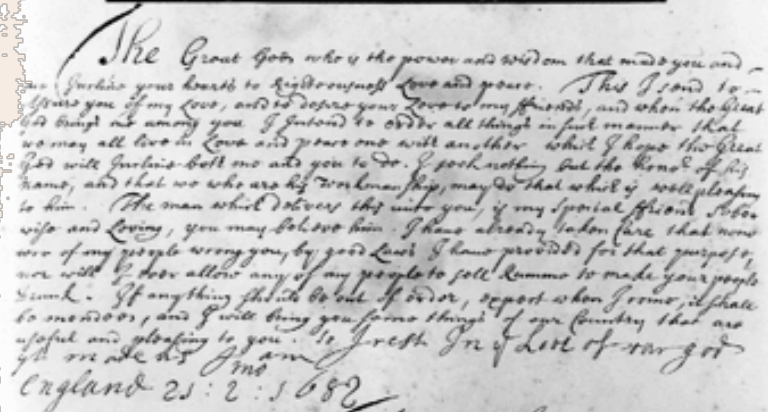 The Great God who is the power and wisdom that made you and
Incline your hearts to Righteousness Love and peace. This I send to
Assure you of my Love, and to desire your Love to my ffriends, and when the Great
God brings me among you I Intend to order all things in such manner that
we may all live in Love and peace one with another which I hope the Great
God will Incline both me and you to do. I seek nothing but the honor of his
name, and that we who are his workmanship, may do that which is well pleasing
to him. The man which delivers this unto you, is my special ffriend Sober
wise and Loving, you may believe him. I have already taken Care that none
of my people wrong you, by good Laws I have provided for that purpose,
nor will I ever allow any of my people to sell Rumme to make your people
Drunk. If anything should be out of order, expect when I come, it shall
be mended, and I will bring you some things of our Country that are
useful and pleasing to you. So I rest In ye Love of our god
yt made us I am
England 21 : 2 mo : 1682